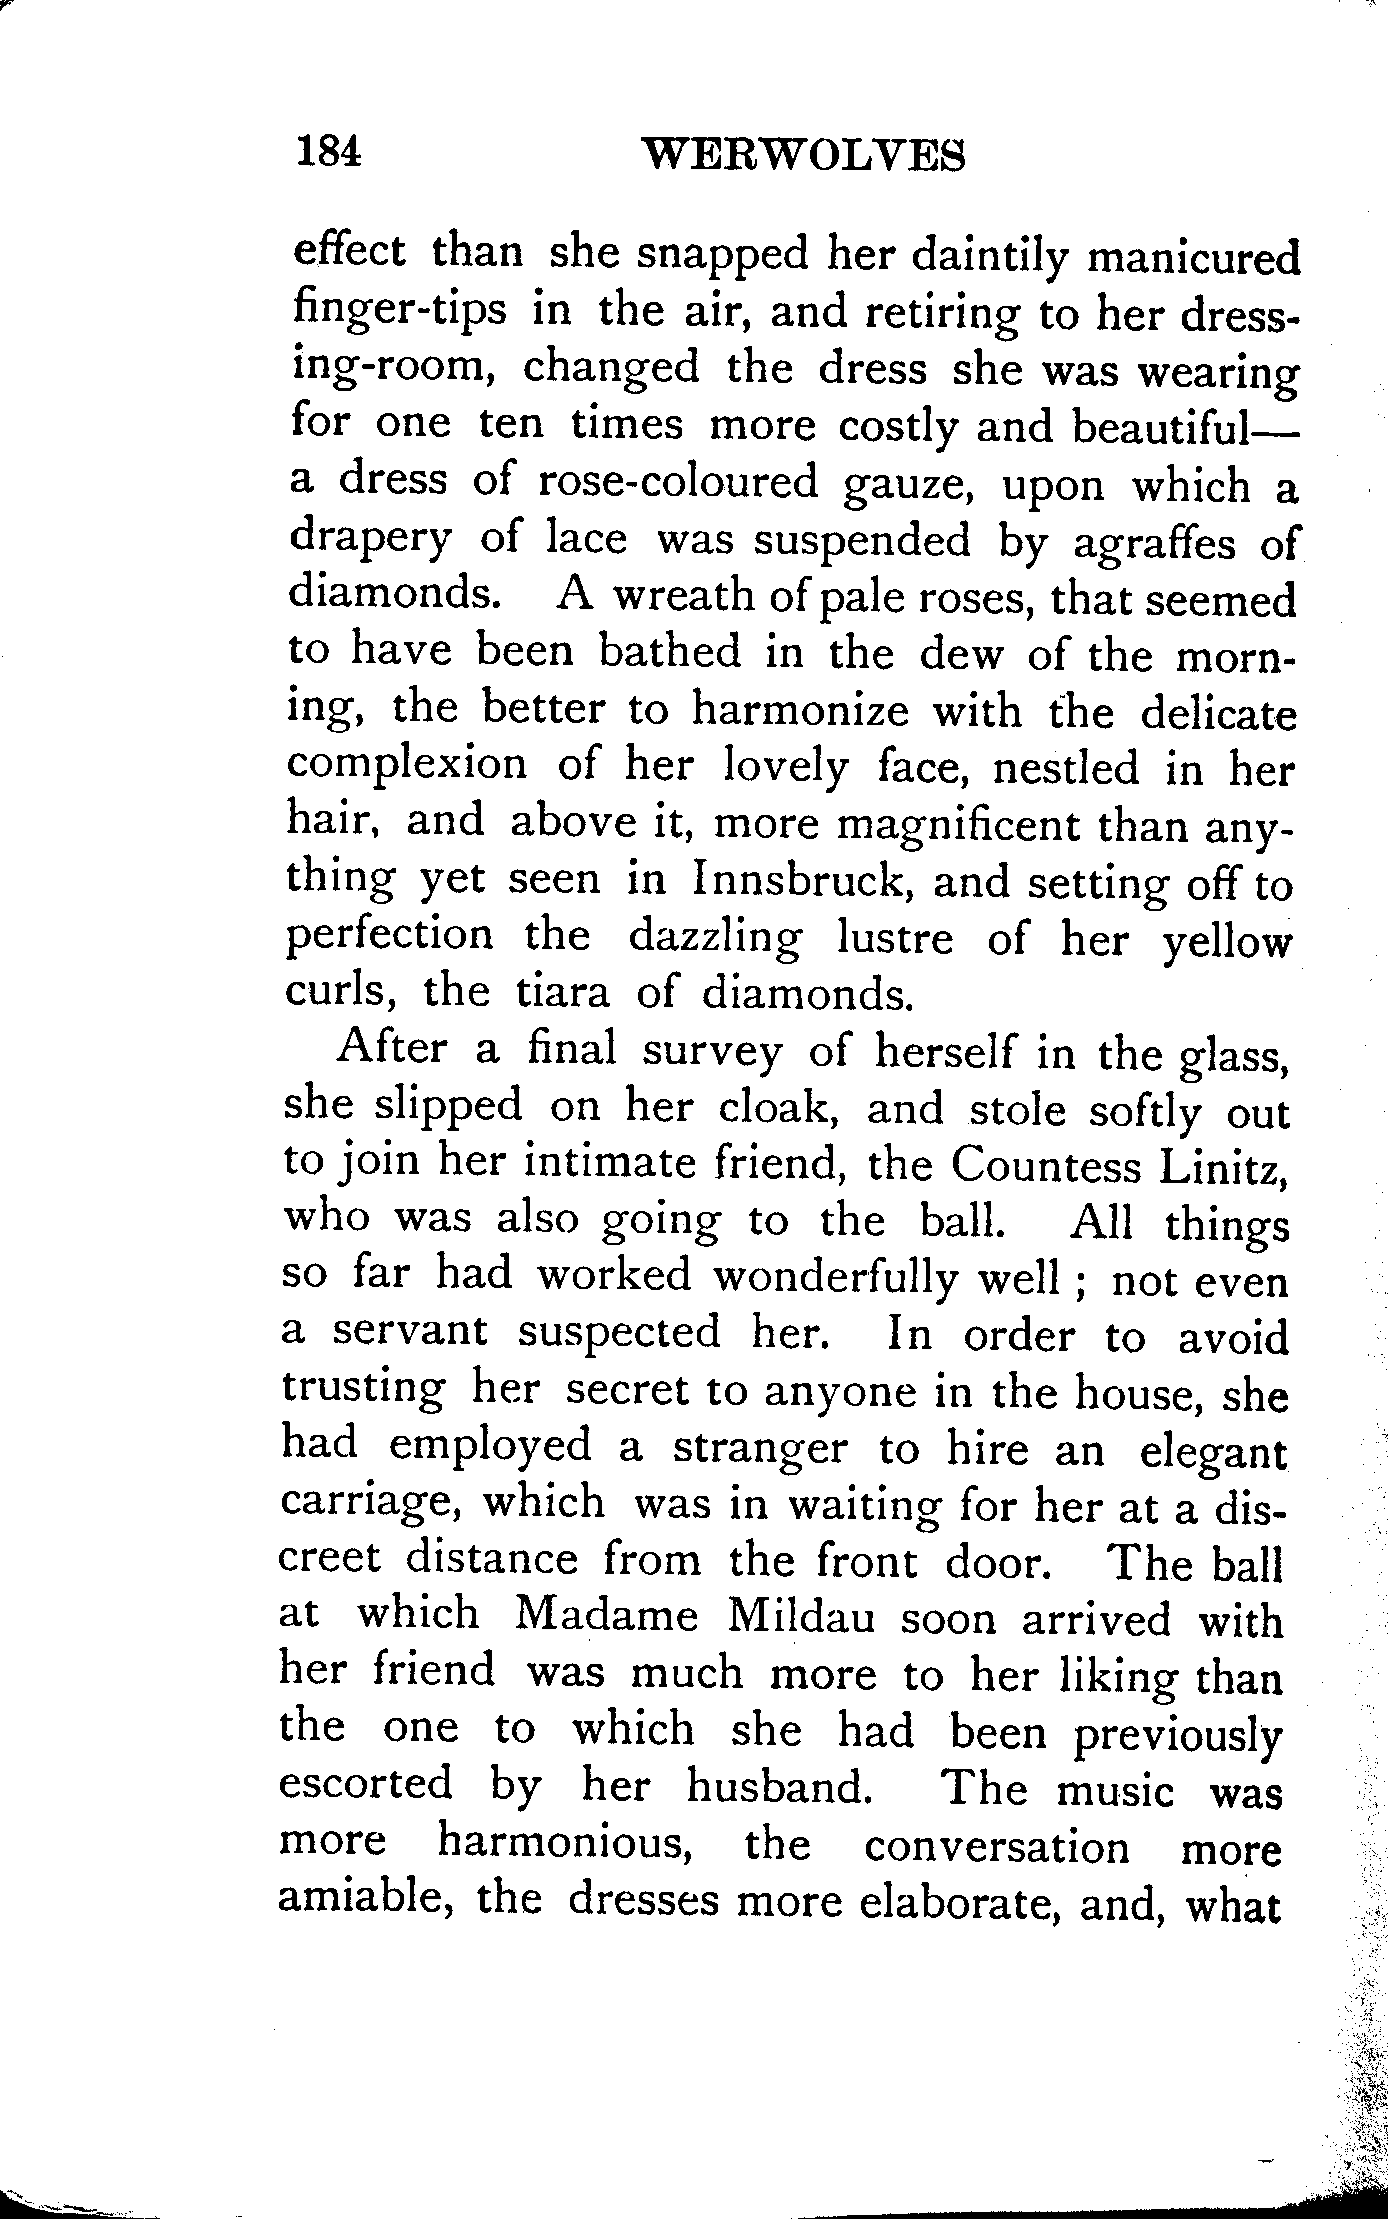 184 WERWOLVES
effect than she snapped her daintily manicured
finger-tips in the air, and retiring to her dress-
ing-room, changed the dress she was wearing
for one ten times more costly and beautiful—
a dress of rose-coloured gauze, upon which a
drapery of lace was suspended by agraffes of
diamonds. A wreath of pale roses, that seemed
to have been bathed in the dew of the morn-
ing, the better to harmonize with the delicate
complexion of her lovely face, nestled in her
hair, and above it, more magnificent than any-
thing yet seen in Innsbruck, and setting off to
perfection the dazzling lustre of her yellow
curls, the tiara of diamonds.
After a final survey of herself in the glass,
she slipped on her cloak, and stole softly out
to join her intimate friend, the Countess Linitz,
who was also going to the ball. All things
so far had worked wonderfully well ; not even
a servant suspected her. In order to avoid
trusting her secret to anyone in the house, she
had employed a stranger to hire an elegant
carriage, which was in waiting for her at a dis-
creet distance from the front door. The ball
at which Madame Mildau soon arrived with
her friend was much more to her liking than
the one to which she had been previously
escorted by her husband. The music was
more harmonious, the conversation more
amiable, the dresses more elaborate, and, what